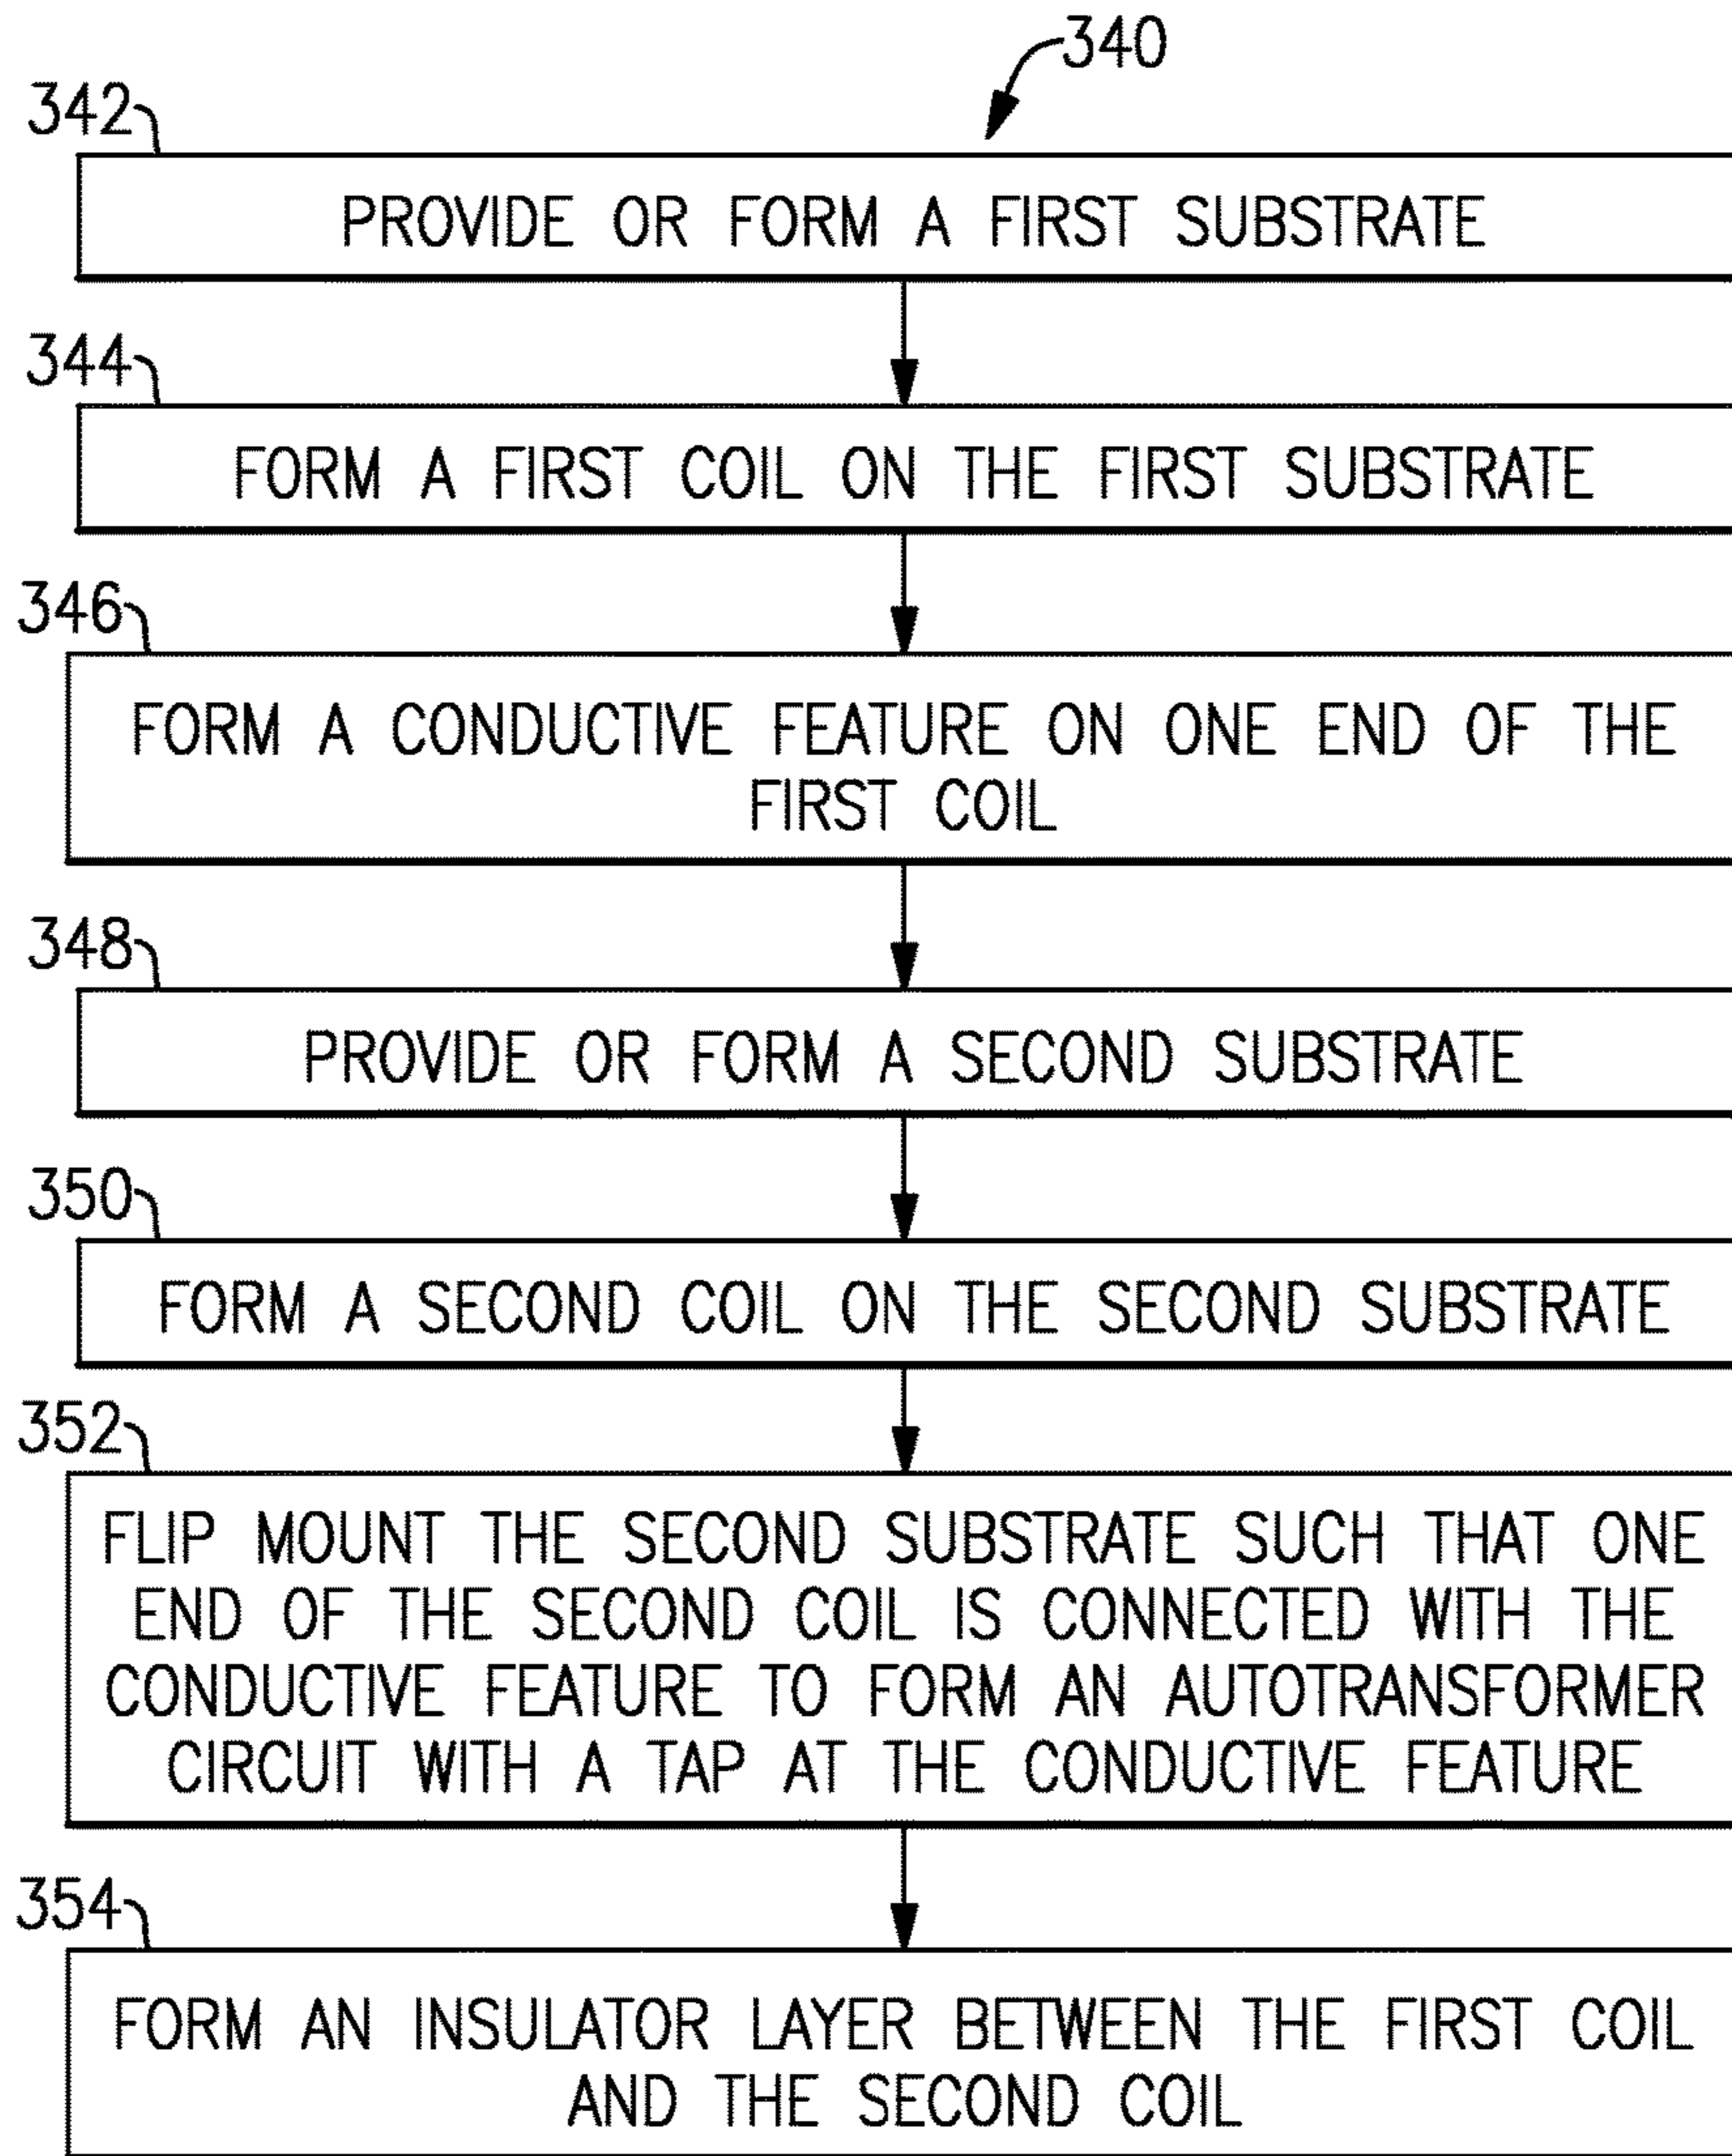 340
342
PROVIDE OR FORM A FIRST SUBSTRATE
344
FORM A FIRST COIL ON THE FIRST SUBSTRATE
346
FORM A CONDUCTIVE FEATURE ON ONE END OF THE
FIRST COIL
348
PROVIDE OR FORM A SECOND SUBSTRATE
350
FORM A SECOND COIL ON THE SECOND SUBSTRATE
352
FLIP MOUNT THE SECOND SUBSTRATE SUCH THAT ONE
END OF THE SECOND COIL IS CONNECTED WITH THE
CONDUCTIVE FEATURE TO FORM AN AUTOTRANSFORMER
CIRCUIT WITH A TAP AT THE CONDUCTIVE FEATURE
354
FORM AN INSULATOR LAYER BETWEEN THE FIRST COIL
AND THE SECOND COIL